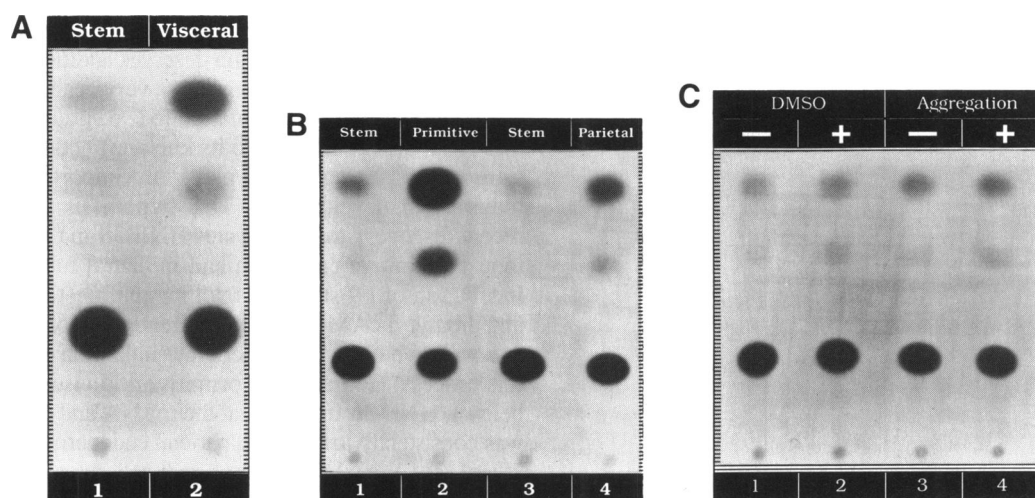 A
Stem Visceral
1 2
B
Stem Primitive Stem Parietal
1 2 3 4
C
DMSO Aggregation
— + — +
1 2 3 4